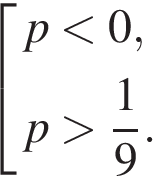 p < 0,
p > 1/9.